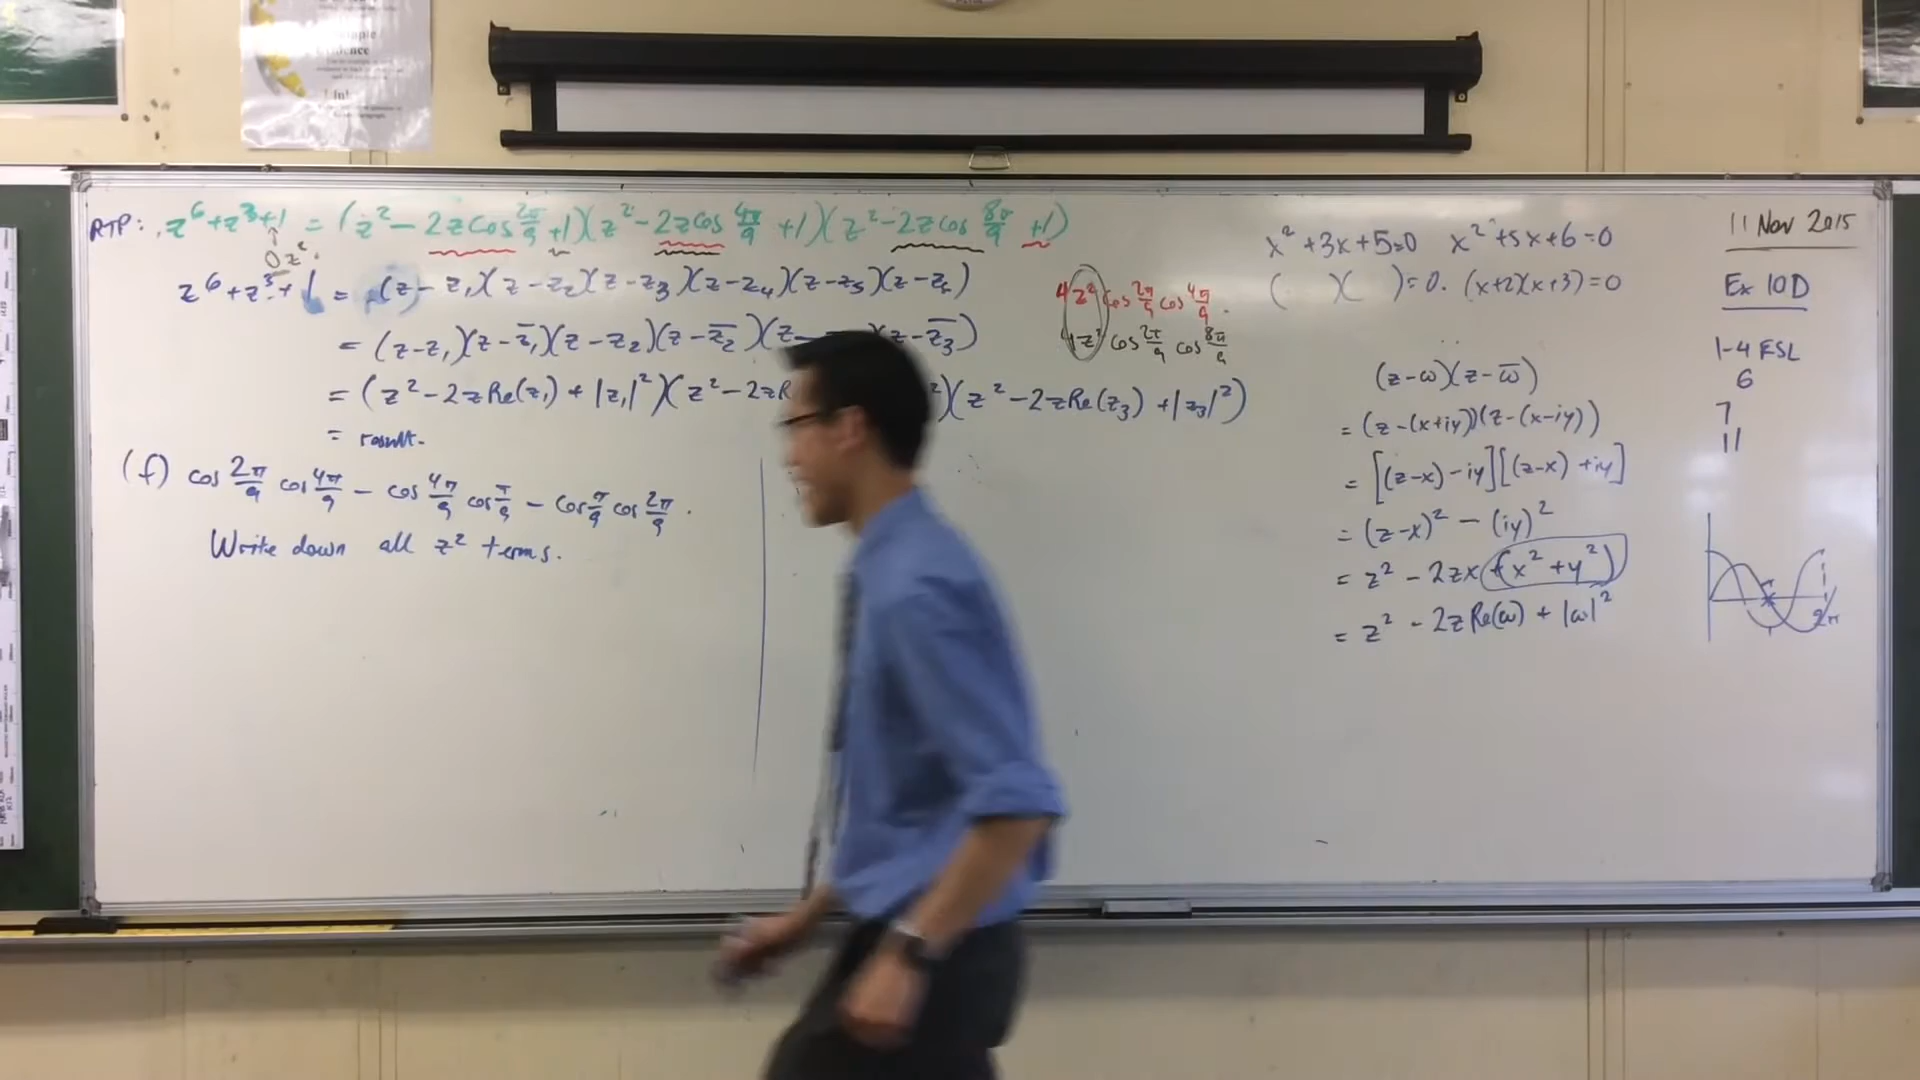 RTP: z⁶+z³+1 = (z² - 2z cos 2π/9 +1)(z² - 2z cos 4π/9 +1)(z² - 2z cos 8π/9 +1)
0z²
z⁶+z³+1 = (z-z₁)(z-z₂)(z-z₃)(z-z₄)(z-z₅)(z-z₆)
= (z-z₁)(z-z̅₁)(z-z₂)(z-z̅₂)(z- )(z-z̅₃)
= (z² - 2zRe(z₁) + |z₁|²)(z² - 2zR ²)(z² - 2zRe(z₃) + |z₃|²)
= result.
(f) cos 2π/9 cos 4π/9 - cos 4π/9 cos π/9 - cos π/9 cos 2π/9.
Write down all z² terms.
4z² cos 2π/9 cos 4π/9.
4z² cos 2π/9 cos 8π/9
x² +3x+5=0 x²+5x+6=0
( )( )=0. (x+2)(x+3)=0
(z-ω)(z-ω̅)
= (z-(x+iy))(z-(x-iy))
= [(z-x)-iy][(z-x)+iy]
= (z-x)² - (iy)²
= z² - 2zx +(x²+y²)
= z² - 2zRe(ω) + |ω|²
11 Nov 2015
Ex 10D
1-4 ESL
6
7
11
2π